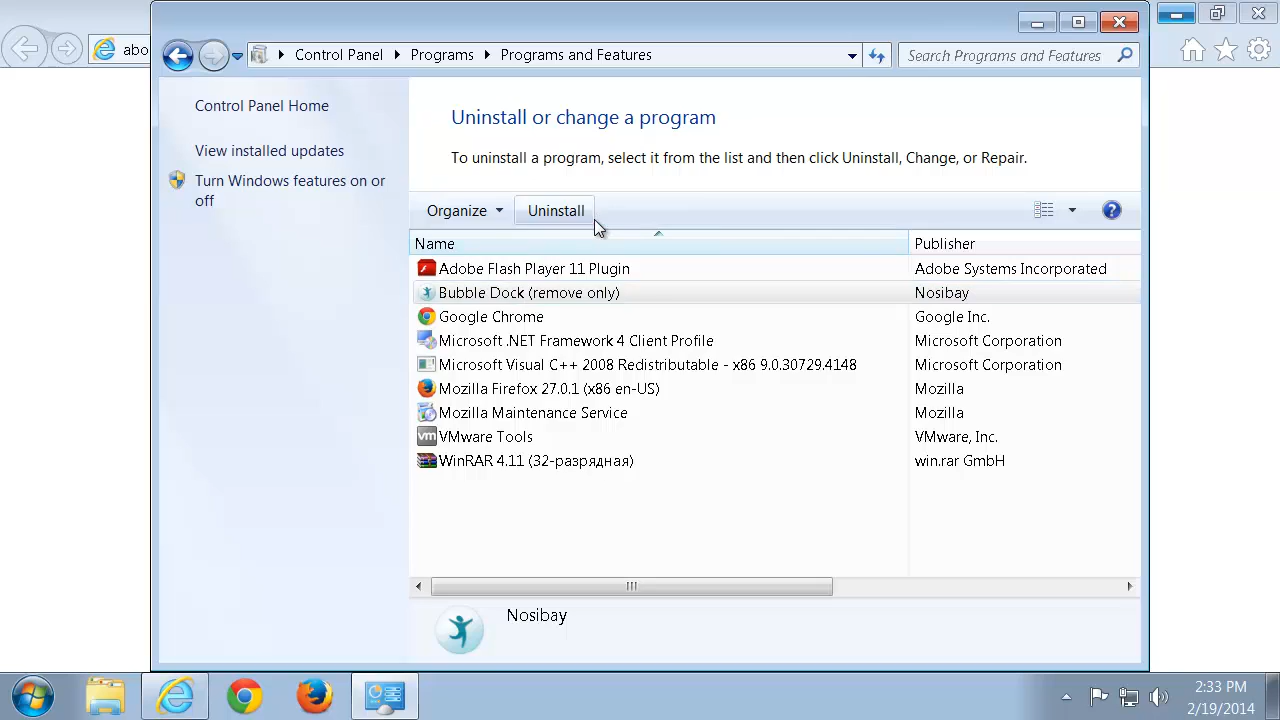 abo
Control Panel
Programs
Programs and Features
Search Programs and Features
Control Panel Home
View installed updates
Turn Windows features on or
off
Uninstall or change a program
To uninstall a program, select it from the list and then click Uninstall, Change, or Repair.
Organize
Uninstall
Name
Publisher
Adobe Flash Player 11 Plugin
Adobe Systems Incorporated
Bubble Dock (remove only)
Nosibay
Google Chrome
Google Inc.
Microsoft .NET Framework 4 Client Profile
Microsoft Corporation
Microsoft Visual C++ 2008 Redistributable - x86 9.0.30729.4148
Microsoft Corporation
Mozilla Firefox 27.0.1 (x86 en-US)
Mozilla
Mozilla Maintenance Service
Mozilla
vm
VMware Tools
VMware, Inc.
WinRAR 4.11 (32-разрядная)
win.rar GmbH
Nosibay
2:33 PM
2/19/2014